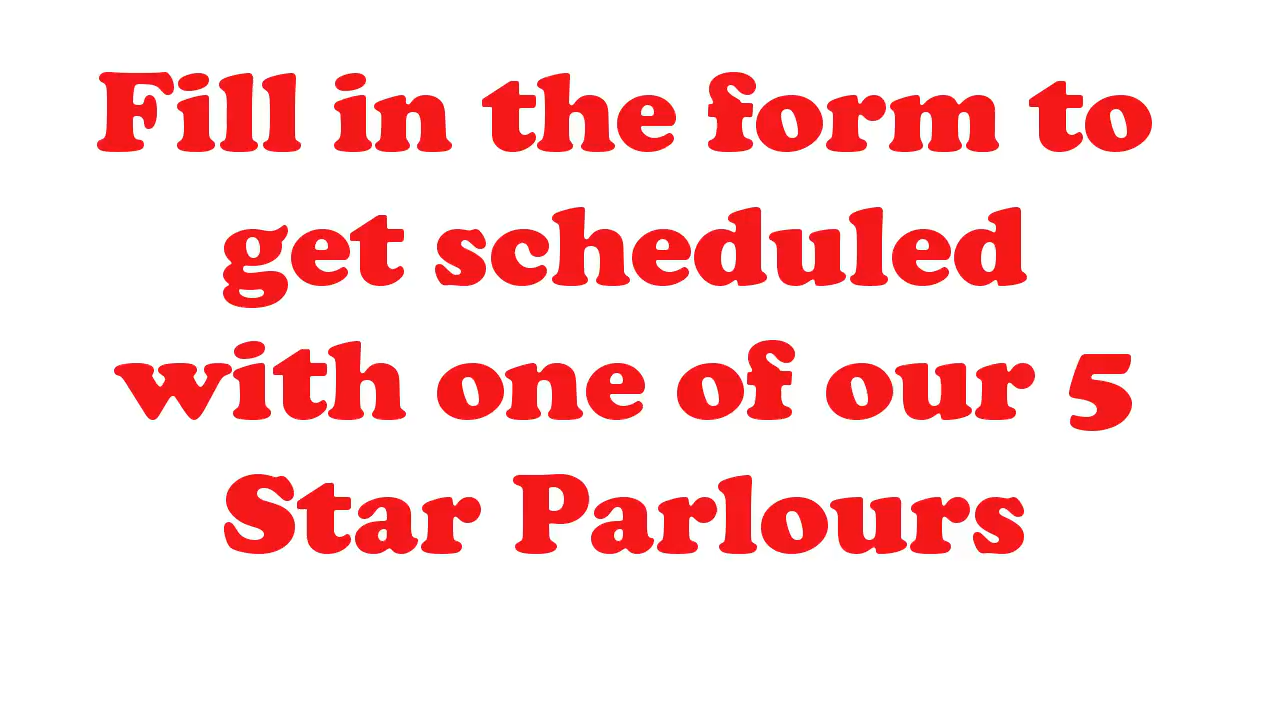 Fill in the form to
get scheduled
with one of our 5
Star Parlours